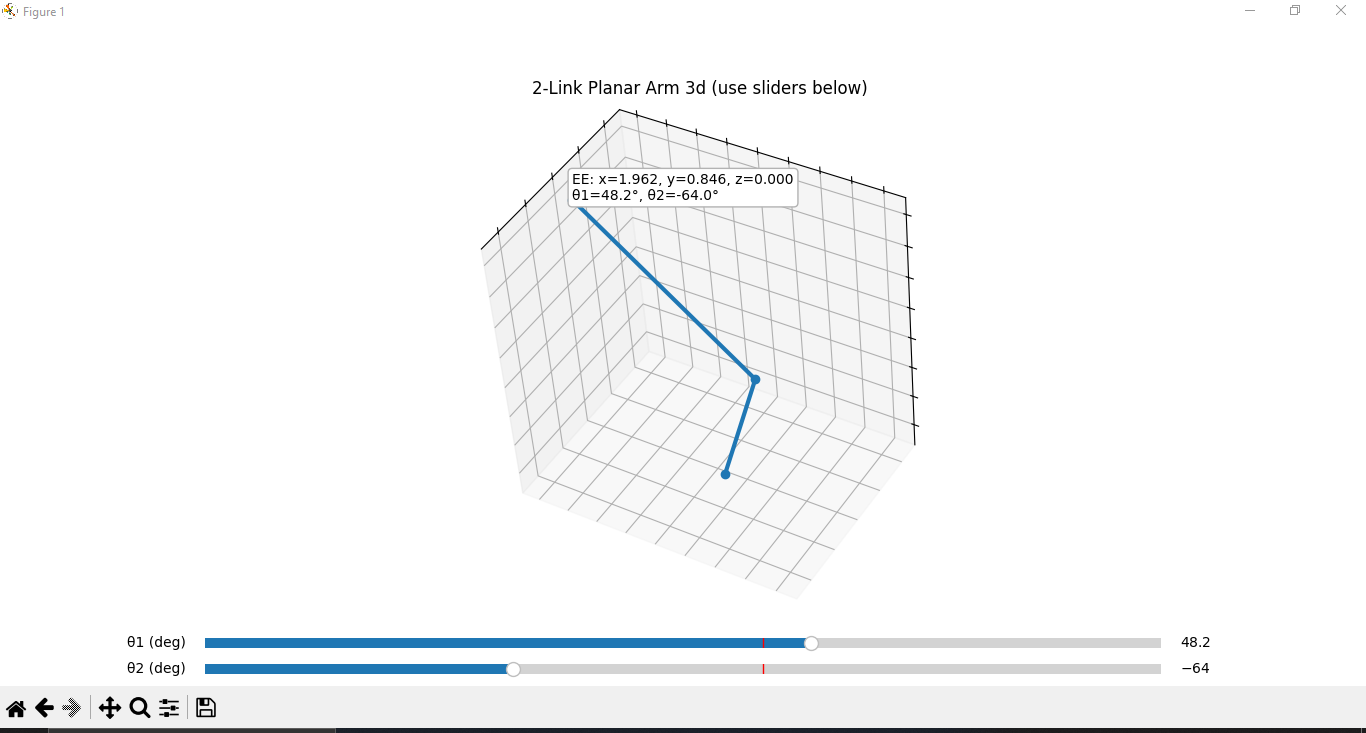 Figure 1
2-Link Planar Arm 3d (use sliders below)
EE: x=1.962, y=0.846, z=0.000
θ1=48.2°, θ2=-64.0°
θ1 (deg) 48.2
θ2 (deg) −64